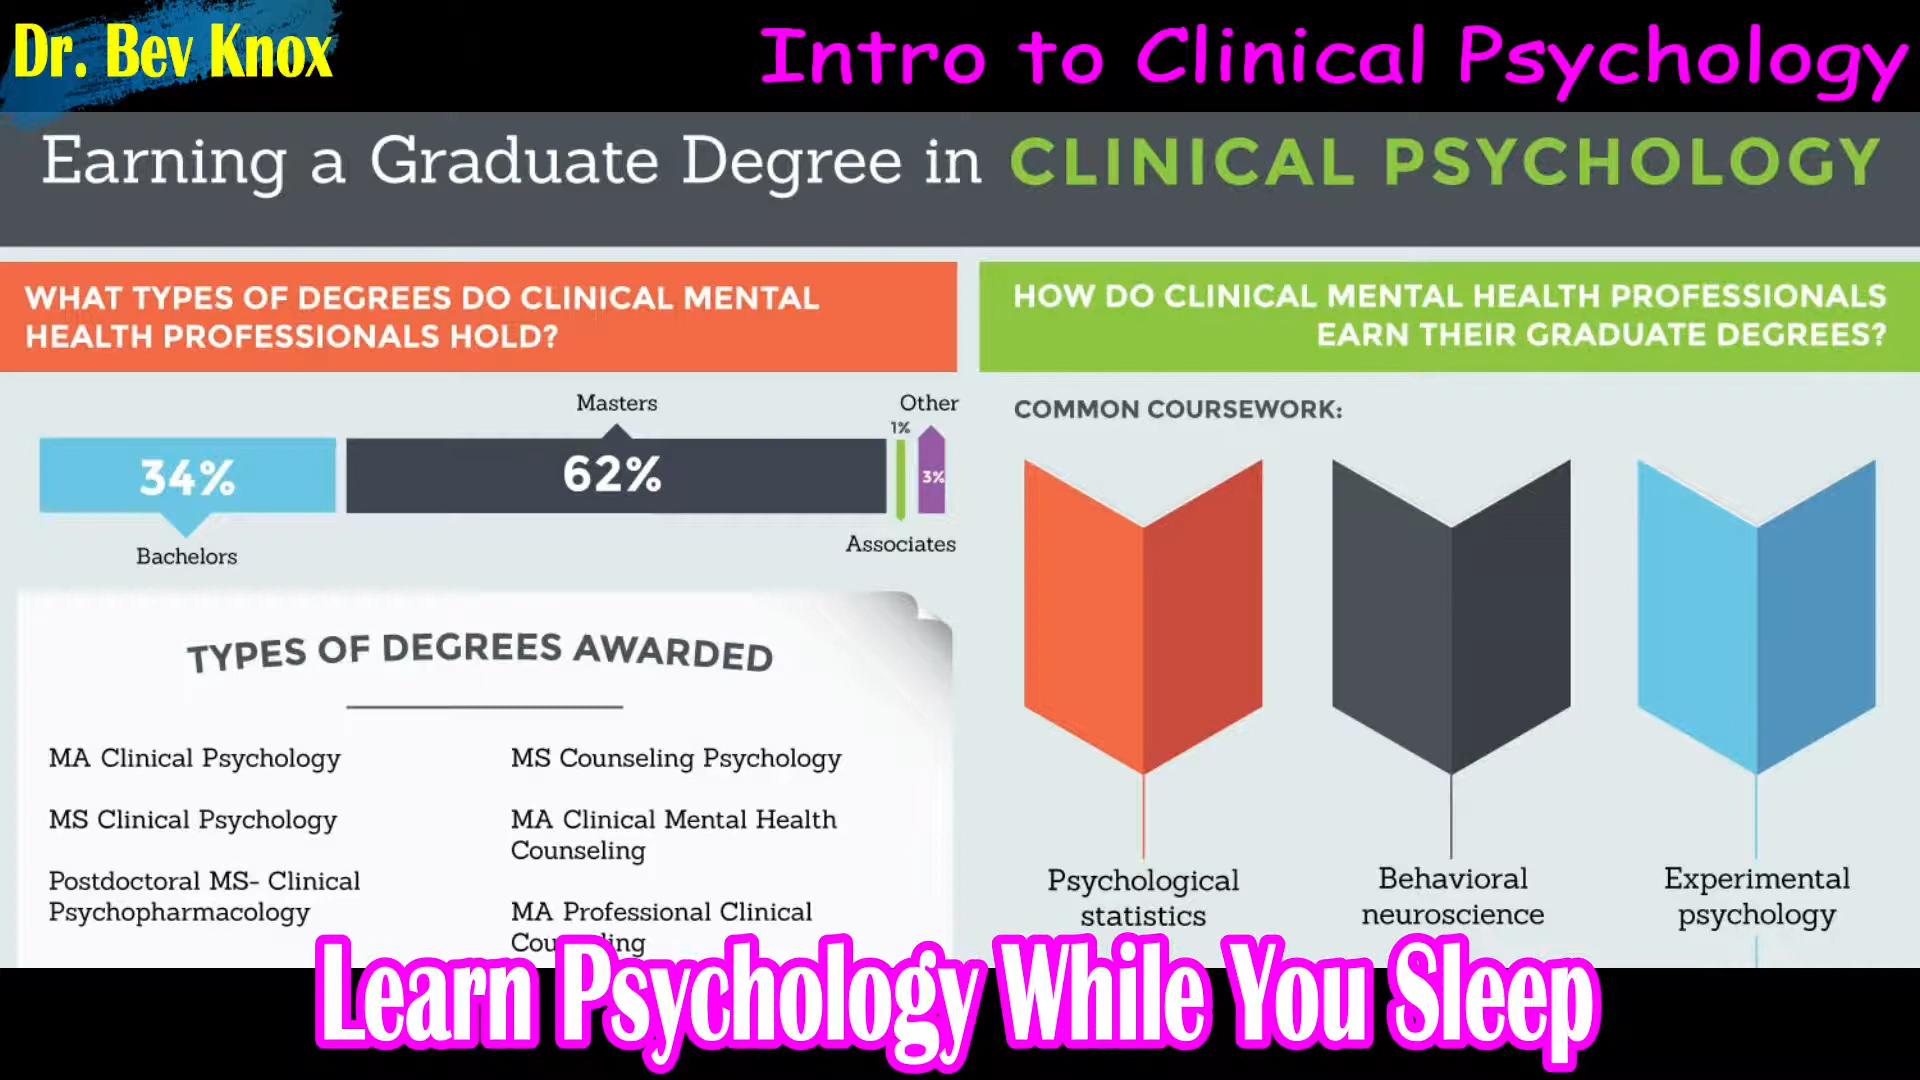 Dr. Bev Knox
Intro to Clinical Psychology
Earning a Graduate Degree in CLINICAL PSYCHOLOGY
WHAT TYPES OF DEGREES DO CLINICAL MENTAL
HEALTH PROFESSIONALS HOLD?
Masters
Other
1%
34%
62%
3%
Associates
Bachelors
TYPES OF DEGREES AWARDED
MA Clinical Psychology
MS Clinical Psychology
Postdoctoral MS- Clinical
Psychopharmacology
MS Counseling Psychology
MA Clinical Mental Health
Counseling
MA Professional Clinical
HOW DO CLINICAL MENTAL HEALTH PROFESSIONALS
EARN THEIR GRADUATE DEGREES?
COMMON COURSEWORK:
Psychological
statistics
Behavioral
neuroscience
Experimental
psychology
Learn Psychology While You Sleep